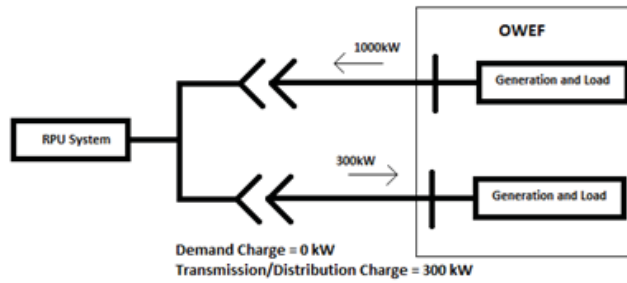 OWEF
1000kW
Generation and Load
RPU System
300kW
Generation and Load
Demand Charge = 0 kW
Transmission/Distribution Charge = 300 kW